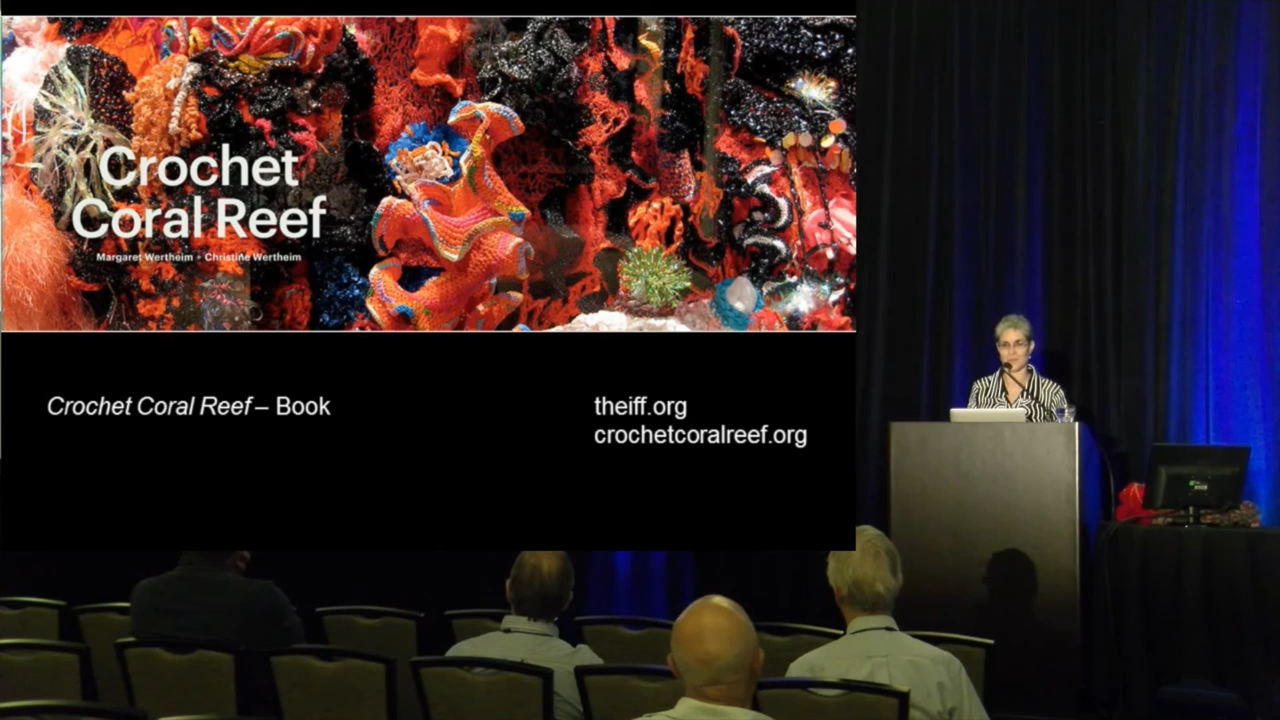 Crochet
Coral Reef
Margaret Wertheim + Christine Wertheim
Crochet Coral Reef – Book
theiff.org
crochetcoralreef.org